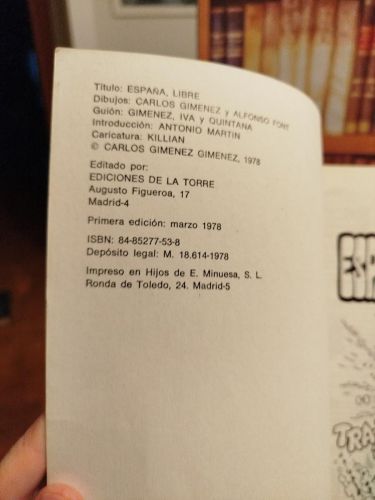 Título: ESPAÑA, LIBRE
Dibujos: CARLOS GIMENEZ y ALFONSO FONT
Guión: GIMENEZ, IVA y QUINTANA
Introducción: ANTONIO MARTIN
Caricatura: KILLIAN
© CARLOS GIMENEZ GIMENEZ, 1978
Editado por:
EDICIONES DE LA TORRE
Augusto Figueroa, 17
Madrid-4
Primera edición: marzo 1978
ISBN: 84-85277-53-8
Depósito legal: M. 18.614-1978
Impreso en Hijos de E. Minuesa, S. L.
Ronda de Toledo, 24. Madrid-5